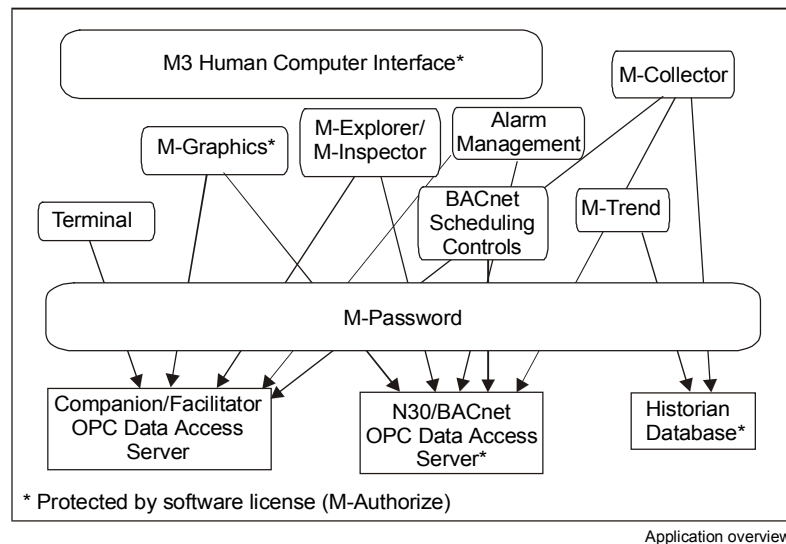 M3 Human Computer Interface*
M-Collector
M-Graphics*
M-Explorer/
M-Inspector
Alarm
Management
Terminal
BACnet
Scheduling
Controls
M-Trend
M-Password
Companion/Facilitator
OPC Data Access
Server
N30/BACnet
OPC Data Access
Server*
Historian
Database*
* Protected by software license (M-Authorize)
Application overview